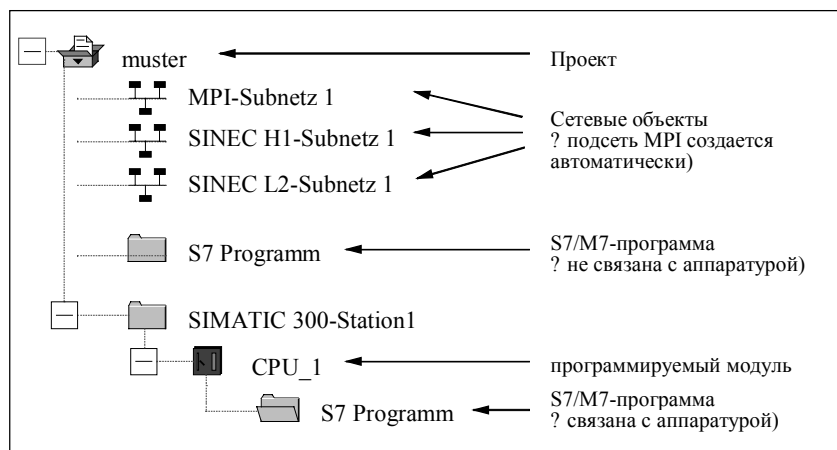 muster
Проект
MPI-Subnetz 1
SINEC H1-Subnetz 1
SINEC L2-Subnetz 1
Сетевые объекты
? подсеть MPI создается
автоматически)
S7 Programm
S7/M7-программа
? не связана с аппаратурой)
SIMATIC 300-Station1
CPU_1
программируемый модуль
S7 Programm
S7/M7-программа
? связана с аппаратурой)